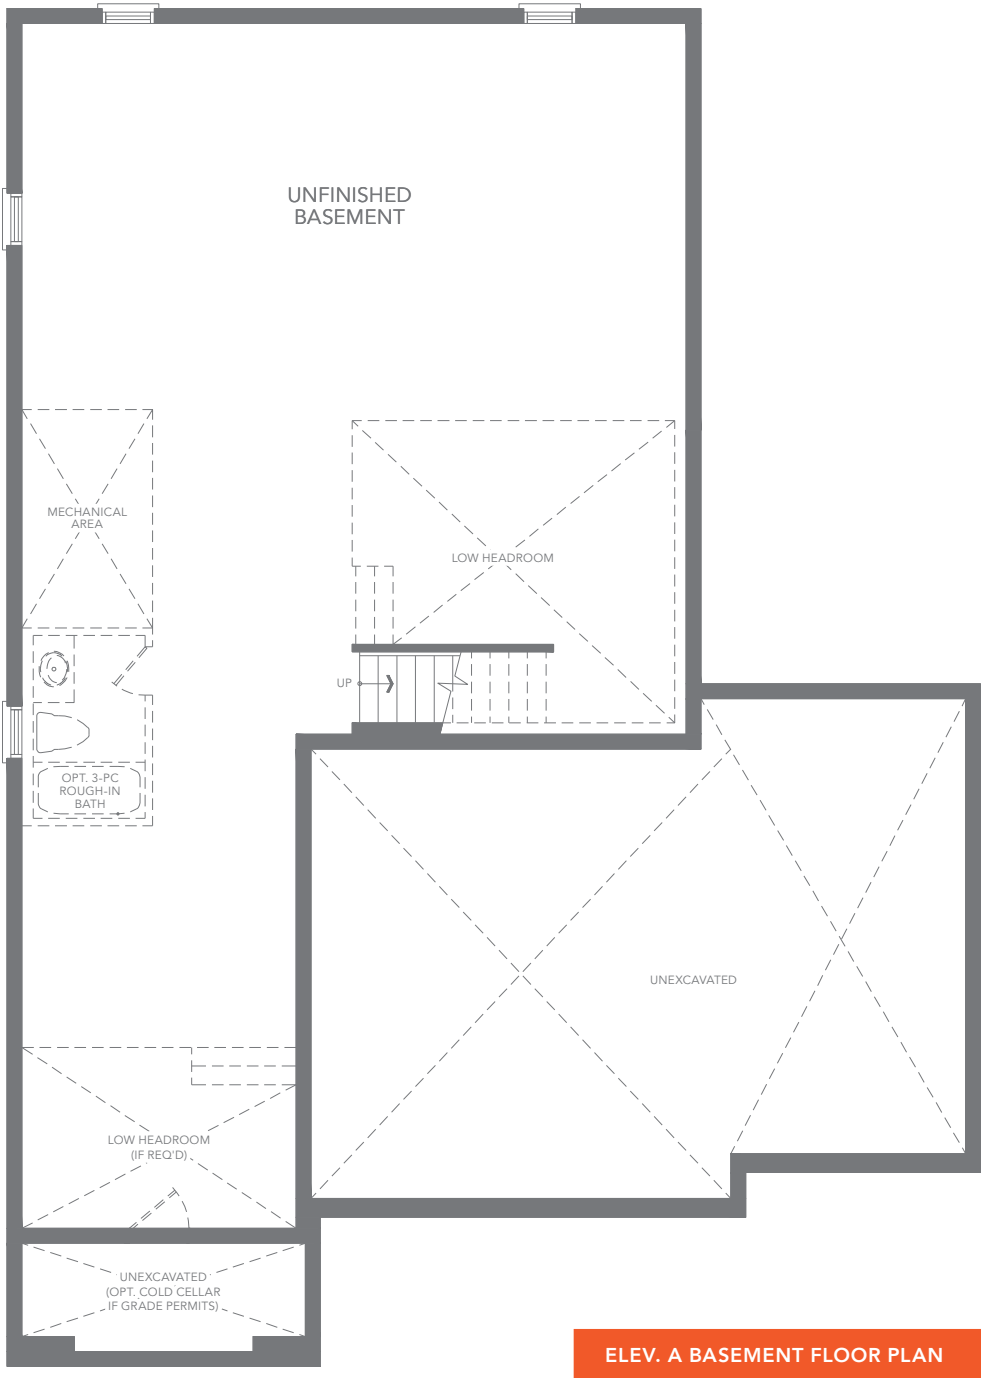 UNFINISHED
BASEMENT
MECHANICAL
AREA
LOW HEADROOM
UP
OPT. 3-PC
ROUGH-IN
BATH
UNEXCAVATED
LOW HEADROOM
(IF REQ'D)
UNEXCAVATED
(OPT. COLD CELLAR
IF GRADE PERMITS)
ELEV. A BASEMENT FLOOR PLAN